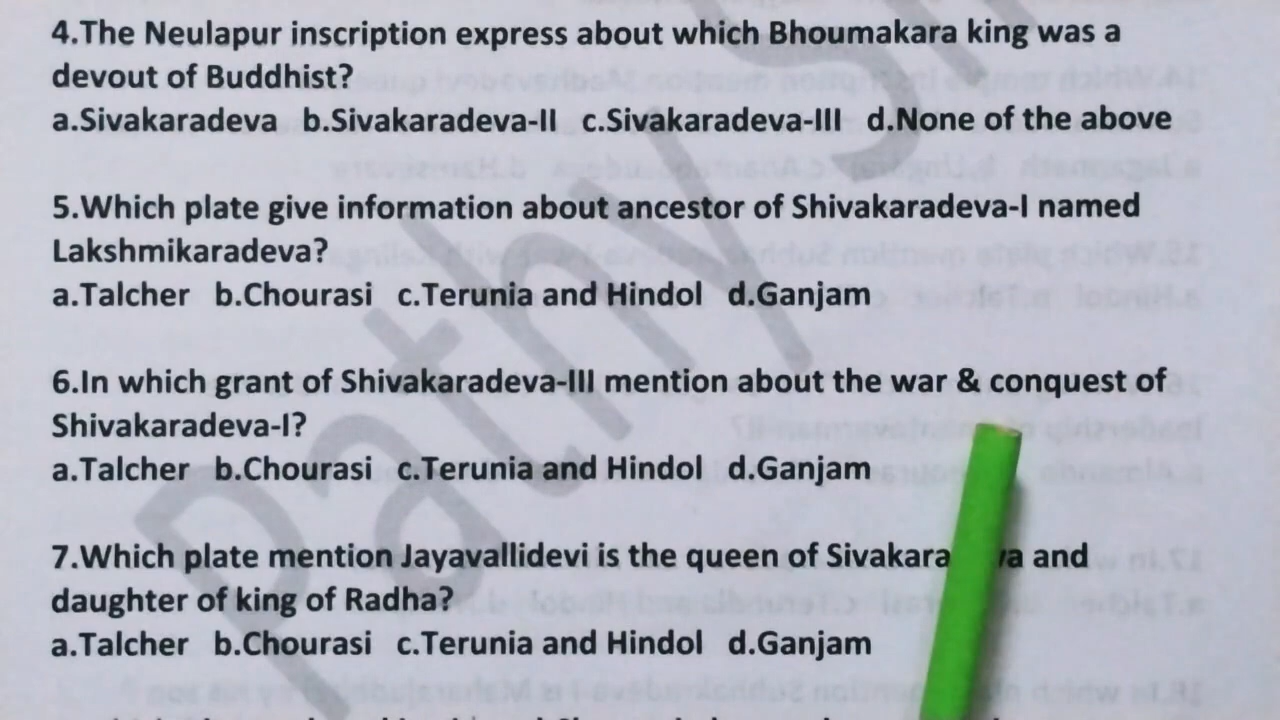 4.The Neulapur inscription express about which Bhoumakara king was a
devout of Buddhist?
a.Sivakaradeva b.Sivakaradeva-II c.Sivakaradeva-III d.None of the above
5.Which plate give information about ancestor of Shivakaradeva-I named
Lakshmikaradeva?
a.Talcher b.Chourasi c.Terunia and Hindol d.Ganjam
6.In which grant of Shivakaradeva-III mention about the war & conquest of
Shivakaradeva-I?
a.Talcher b.Chourasi c.Terunia and Hindol d.Ganjam
7.Which plate mention Jayavallidevi is the queen of and
daughter of king of Radha?
a.Talcher b.Chourasi c.Terunia and Hindol d.Ganjam